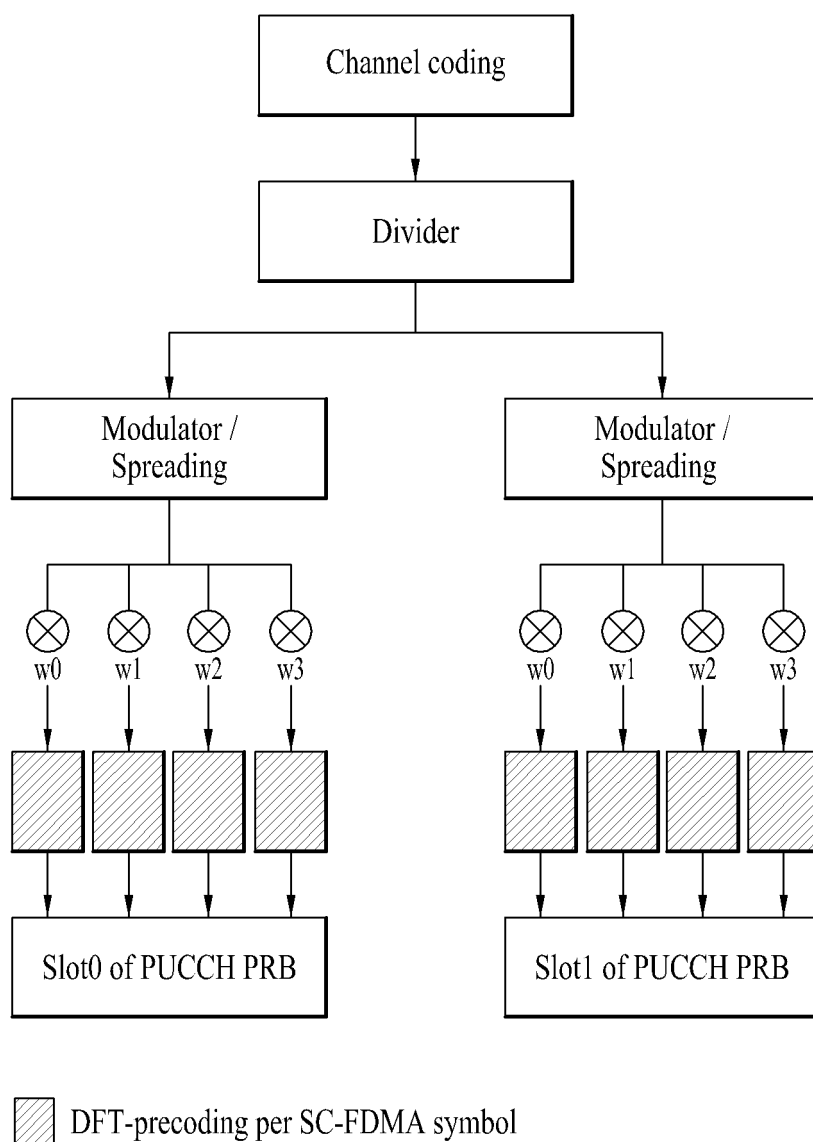 Channel coding
Divider
Modulator /
Spreading
Modulator /
Spreading
w0 w1 w2 w3
w0 w1 w2 w3
Slot0 of PUCCH PRB
Slot1 of PUCCH PRB
DFT-precoding per SC-FDMA symbol